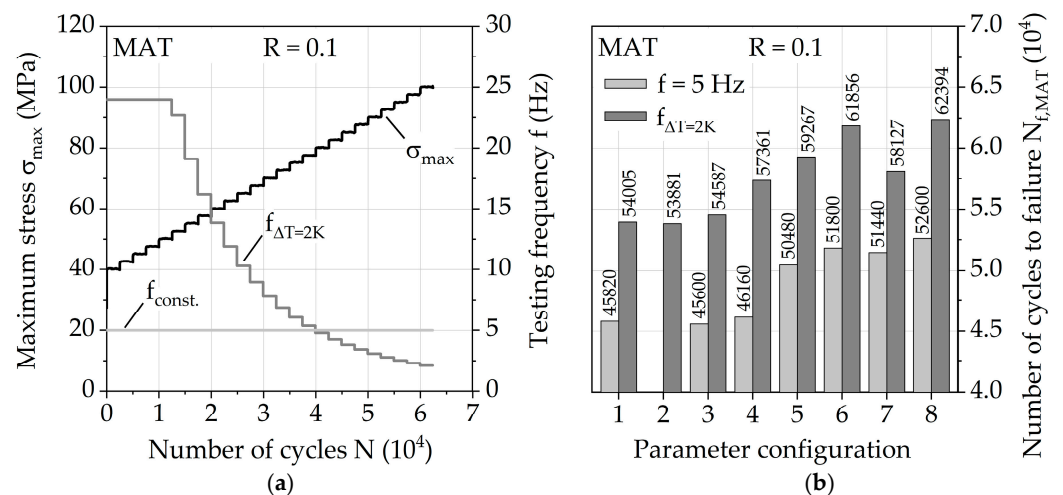 MAT R = 0.1
Maximum stress σmax (MPa)
120
100
80
60
40
20
0
σmax
fΔT=2K
fconst.
30
25
20
15
10
5
0
Testing frequency f (Hz)
0 1 2 3 4 5 6 7
Number of cycles N (10⁴)
(a)
MAT R = 0.1
f = 5 Hz
fΔT=2K
45820
54005
53881
45600
54587
46160
57361
50480
59267
51800
61856
51440
58127
52600
62394
7.0
6.5
6.0
5.5
5.0
4.5
4.0
Number of cycles to failure Nf,MAT (10⁴)
1 2 3 4 5 6 7 8
Parameter configuration
(b)